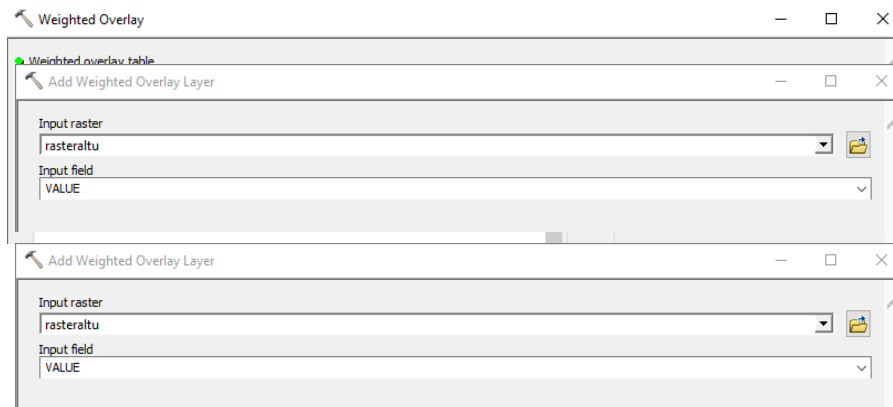 Weighted Overlay
Weighted overlay table
Add Weighted Overlay Layer
Input raster
rasteraltu
Input field
VALUE
Add Weighted Overlay Layer
Input raster
rasteraltu
Input field
VALUE